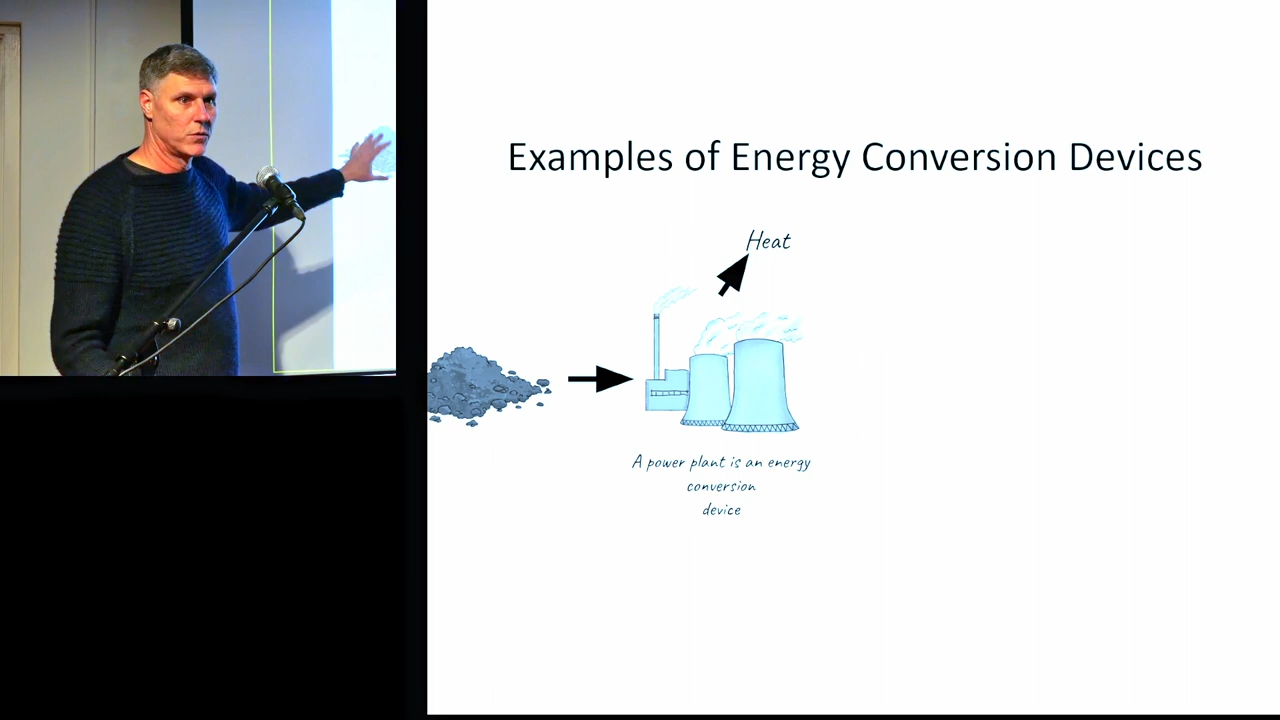 Examples of Energy Conversion Devices
Heat
A power plant is an energy
conversion
device